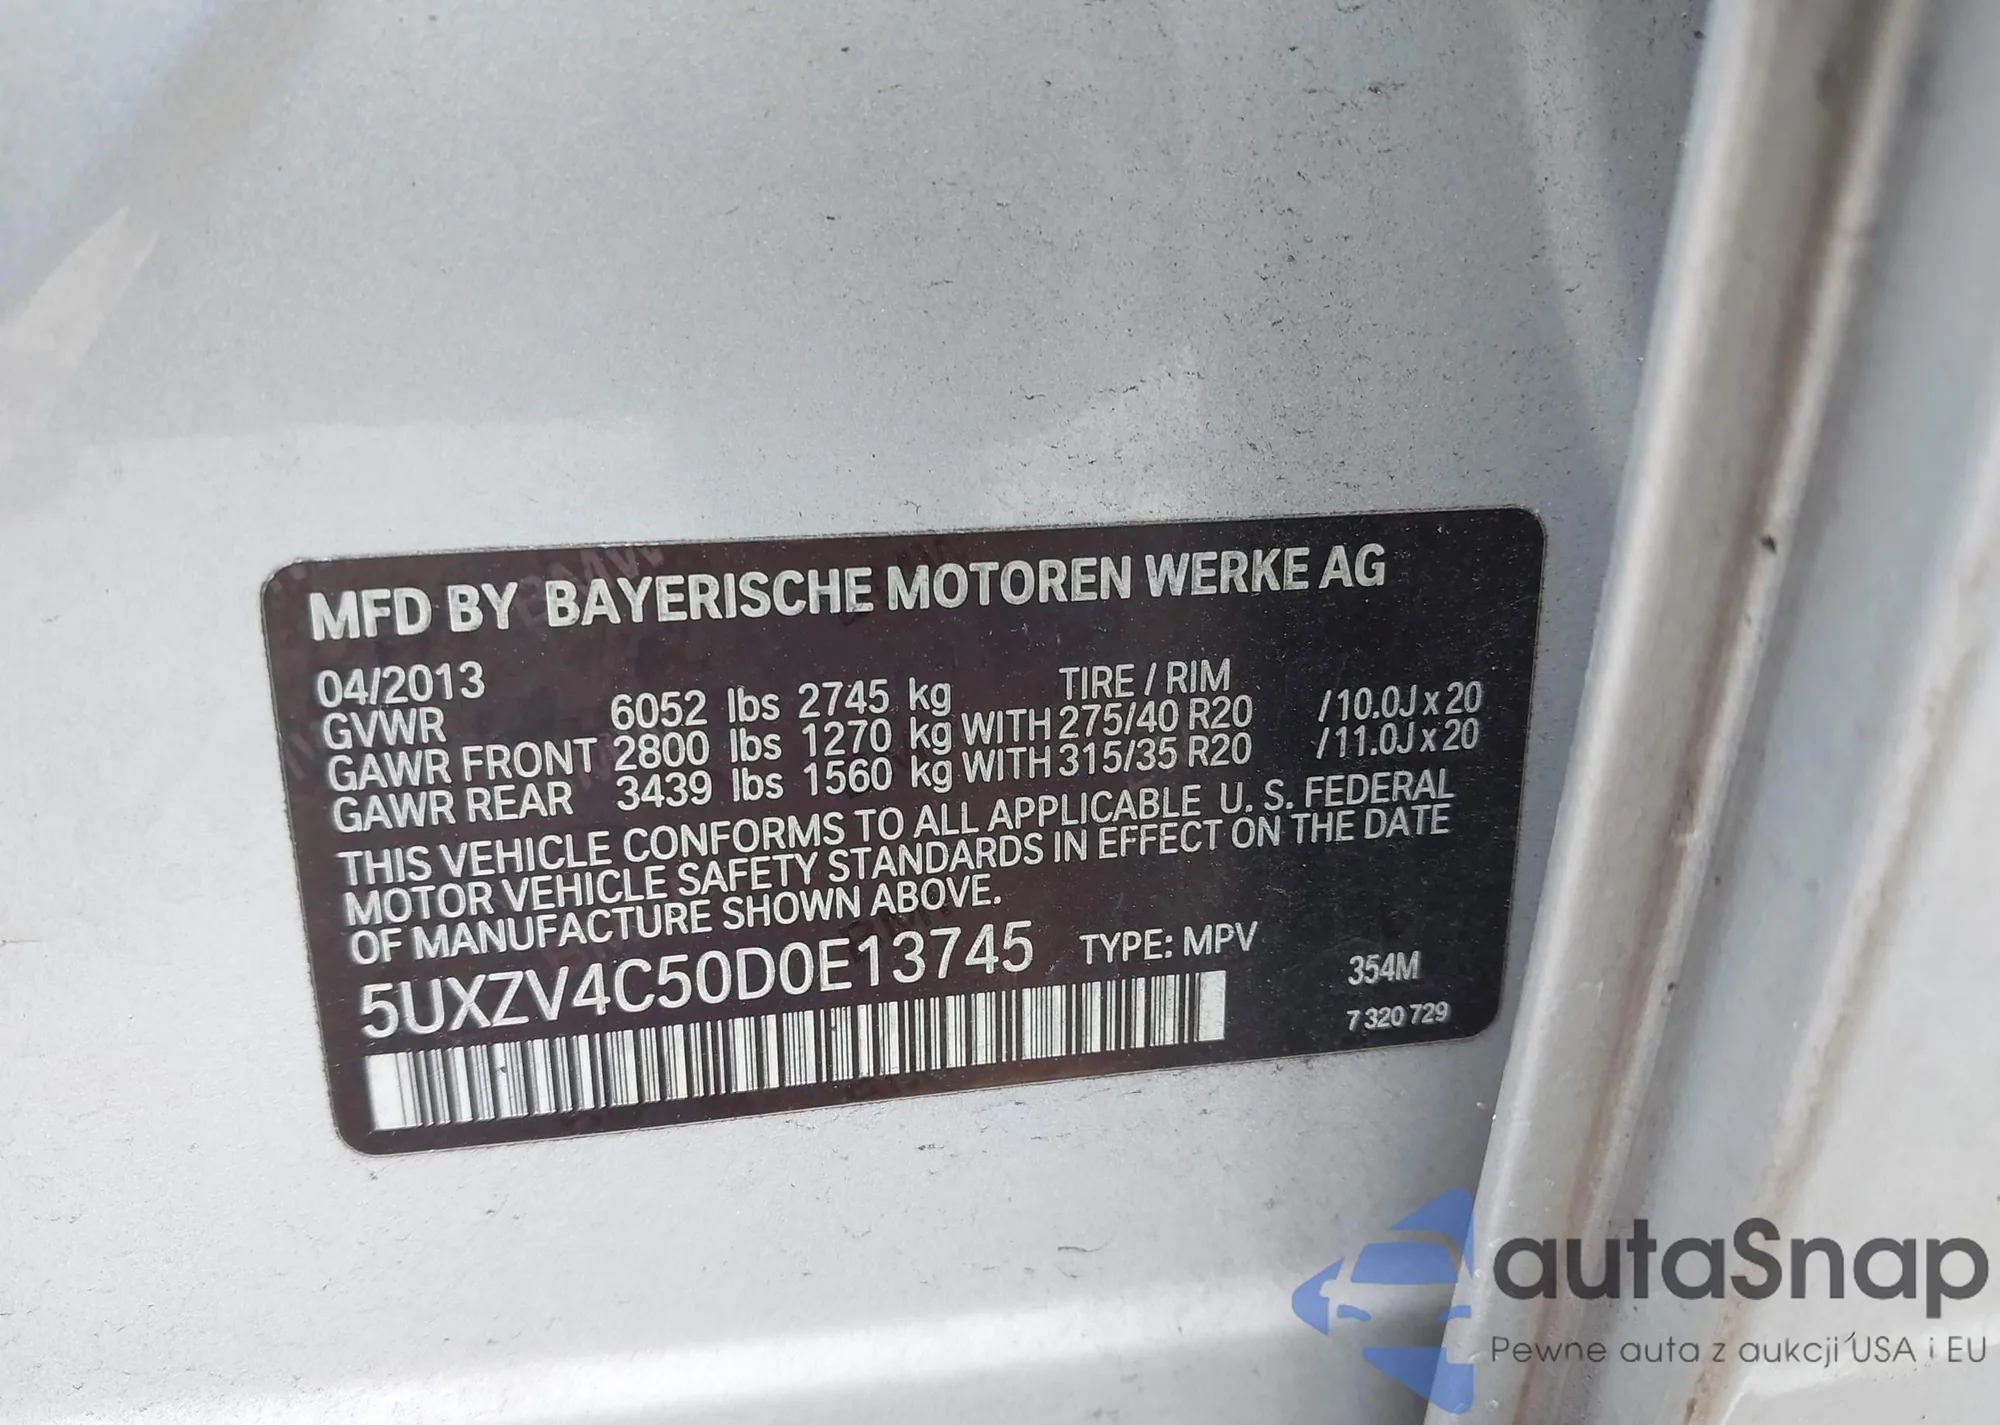 MFD BY BAYERISCHE MOTOREN WERKE AG
04/2013 TIRE / RIM
GVWR 6052 lbs 2745 kg
GAWR FRONT 2800 lbs 1270 kg WITH 275/40 R20 /10.0J x 20
GAWR REAR 3439 lbs 1560 kg WITH 315/35 R20 /11.0J x 20
THIS VEHICLE CONFORMS TO ALL APPLICABLE U. S. FEDERAL
MOTOR VEHICLE SAFETY STANDARDS IN EFFECT ON THE DATE
OF MANUFACTURE SHOWN ABOVE.
5UXZV4C50D0E13745 TYPE: MPV
354M
7 320 729
autaSnap
Pewne auta z aukcji USA i EU